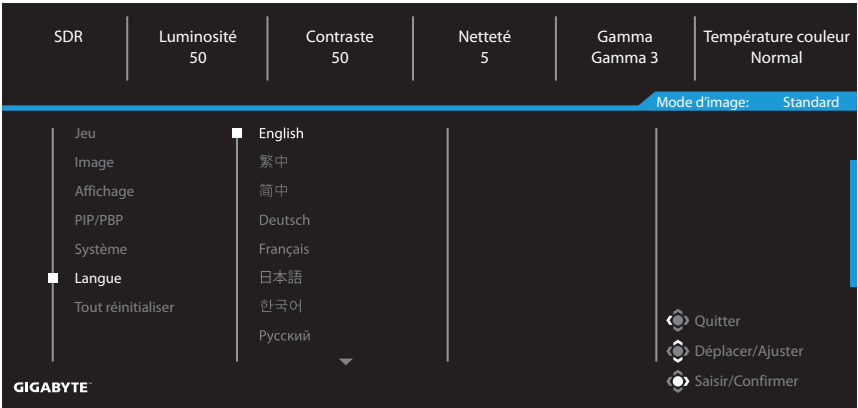 SDR
Luminosité
50
Contraste
50
Netteté
5
Gamma
Gamma 3
Température couleur
Normal
Mode d'image: Standard
Jeu
Image
Affichage
PIP/PBP
Système
Langue
Tout réinitialiser
English
繁中
简中
Deutsch
Français
日本語
한국어
Русский
Quitter
Déplacer/Ajuster
Saisir/Confirmer
GIGABYTE™